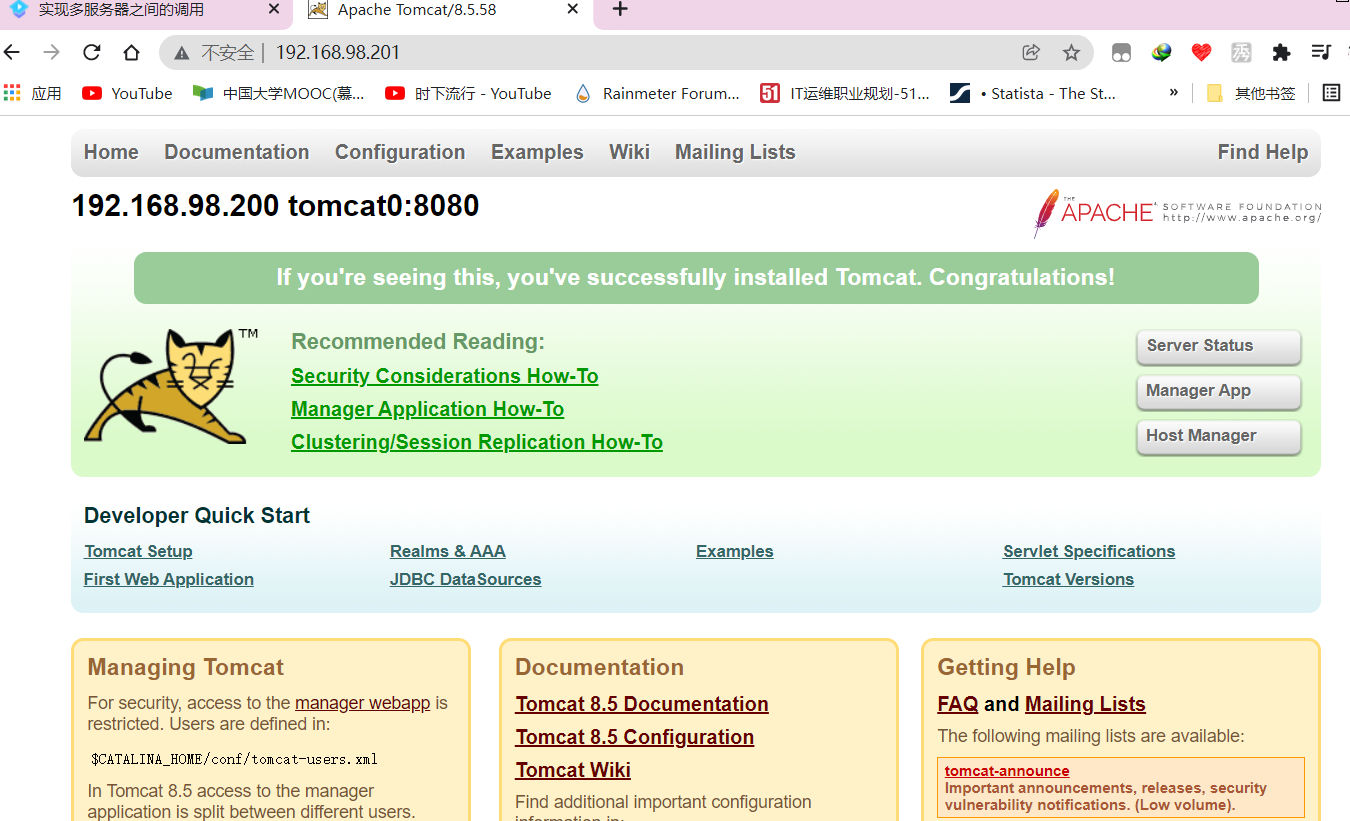 实现多服务器之间的调用
Apache Tomcat/8.5.58
不安全 | 192.168.98.201
应用 YouTube 中国大学MOOC(慕... 时下流行 - YouTube Rainmeter Forum... 51 IT运维职业规划-51... • Statista - The St... » 其他书签
Home Documentation Configuration Examples Wiki Mailing Lists Find Help
192.168.98.200 tomcat0:8080
THE APACHE SOFTWARE FOUNDATION
http://www.apache.org/
If you're seeing this, you've successfully installed Tomcat. Congratulations!
TM
Recommended Reading:
Security Considerations How-To
Manager Application How-To
Clustering/Session Replication How-To
Server Status
Manager App
Host Manager
Developer Quick Start
Tomcat Setup Realms & AAA Examples Servlet Specifications
First Web Application JDBC DataSources Tomcat Versions
Managing Tomcat
For security, access to the manager webapp is
restricted. Users are defined in:
$CATALINA_HOME/conf/tomcat-users.xml
In Tomcat 8.5 access to the manager
application is split between different users.
Documentation
Tomcat 8.5 Documentation
Tomcat 8.5 Configuration
Tomcat Wiki
Find additional important configuration
information in:
Getting Help
FAQ and Mailing Lists
The following mailing lists are available:
tomcat-announce
Important announcements, releases, security
vulnerability notifications. (Low volume).